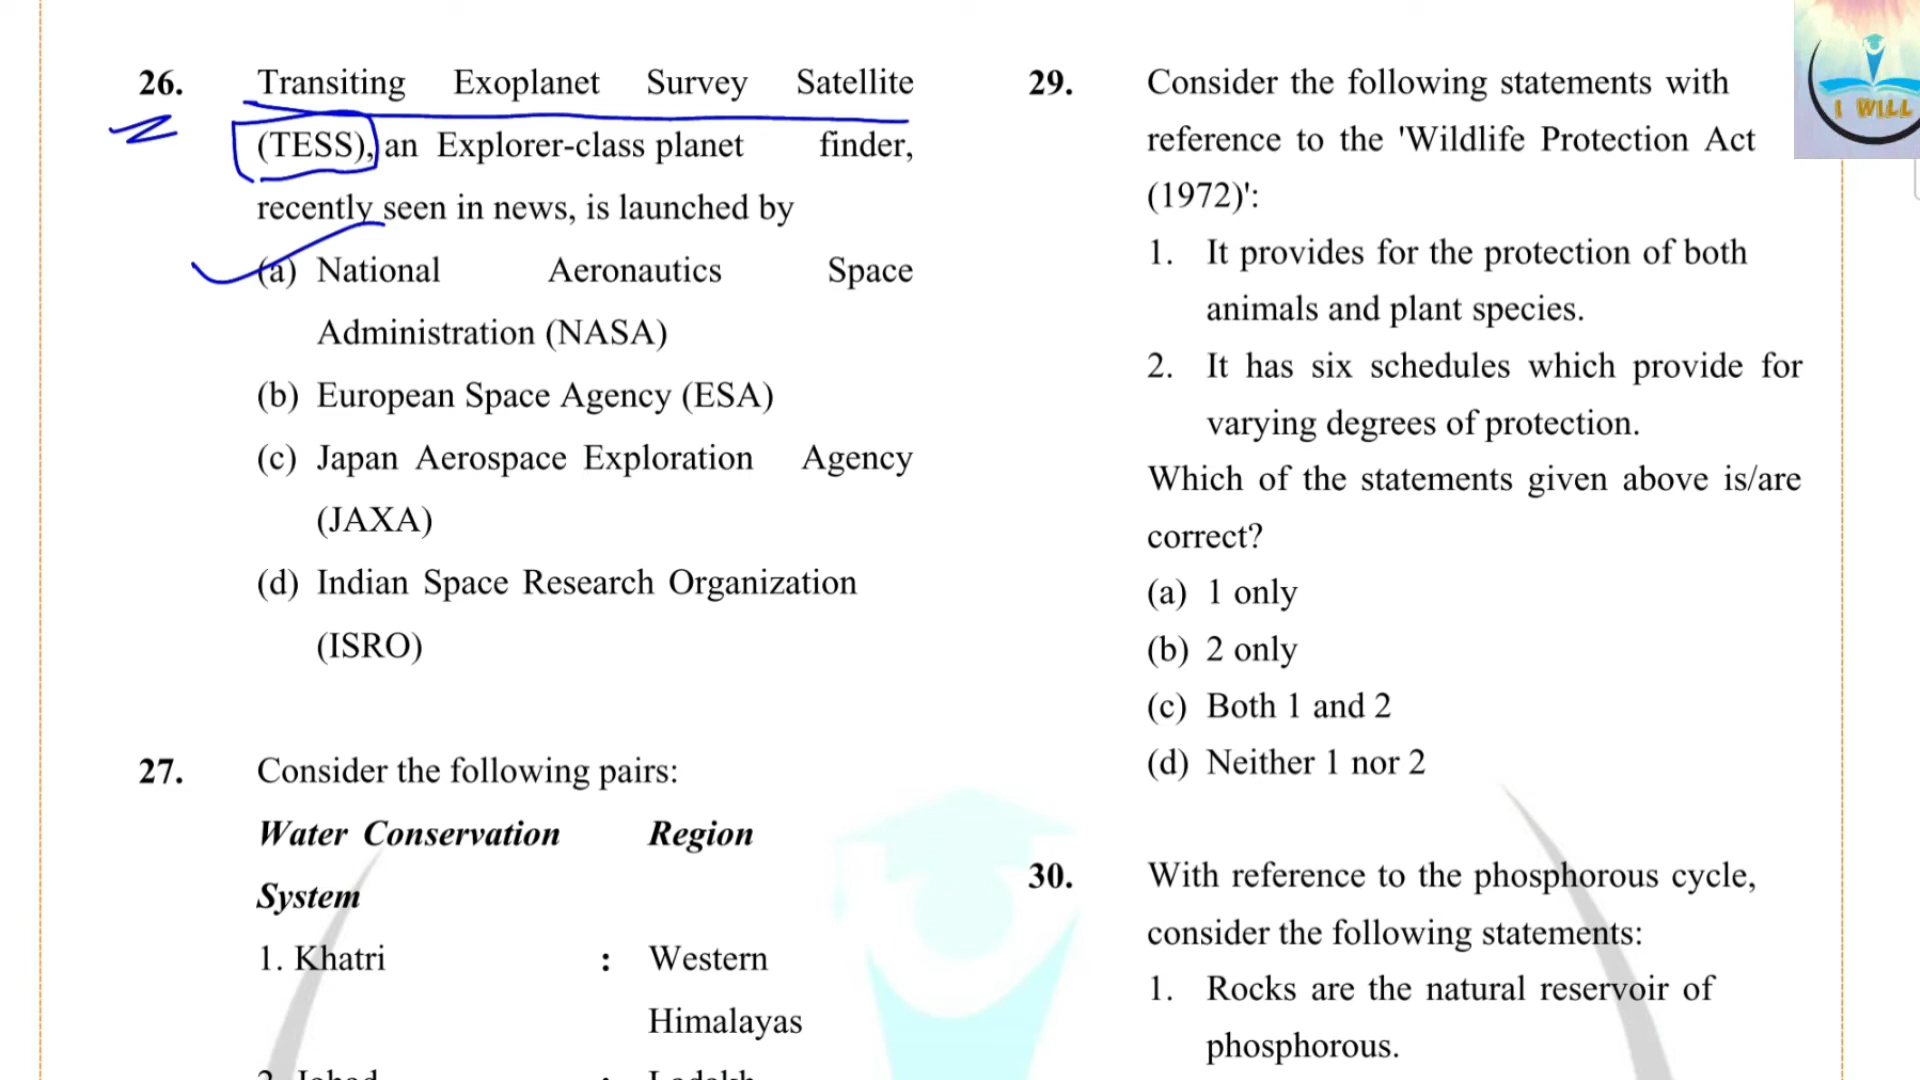 26. Transiting Exoplanet Survey Satellite
(TESS), an Explorer-class planet finder,
recently seen in news, is launched by
(a) National Aeronautics Space
Administration (NASA)
(b) European Space Agency (ESA)
(c) Japan Aerospace Exploration Agency
(JAXA)
(d) Indian Space Research Organization
(ISRO)
27. Consider the following pairs:
Water Conservation Region
System
1. Khatri : Western
Himalayas
29. Consider the following statements with
reference to the 'Wildlife Protection Act
(1972)':
1. It provides for the protection of both
animals and plant species.
2. It has six schedules which provide for
varying degrees of protection.
Which of the statements given above is/are
correct?
(a) 1 only
(b) 2 only
(c) Both 1 and 2
(d) Neither 1 nor 2
30. With reference to the phosphorous cycle,
consider the following statements:
1. Rocks are the natural reservoir of
phosphorous.
I WILL